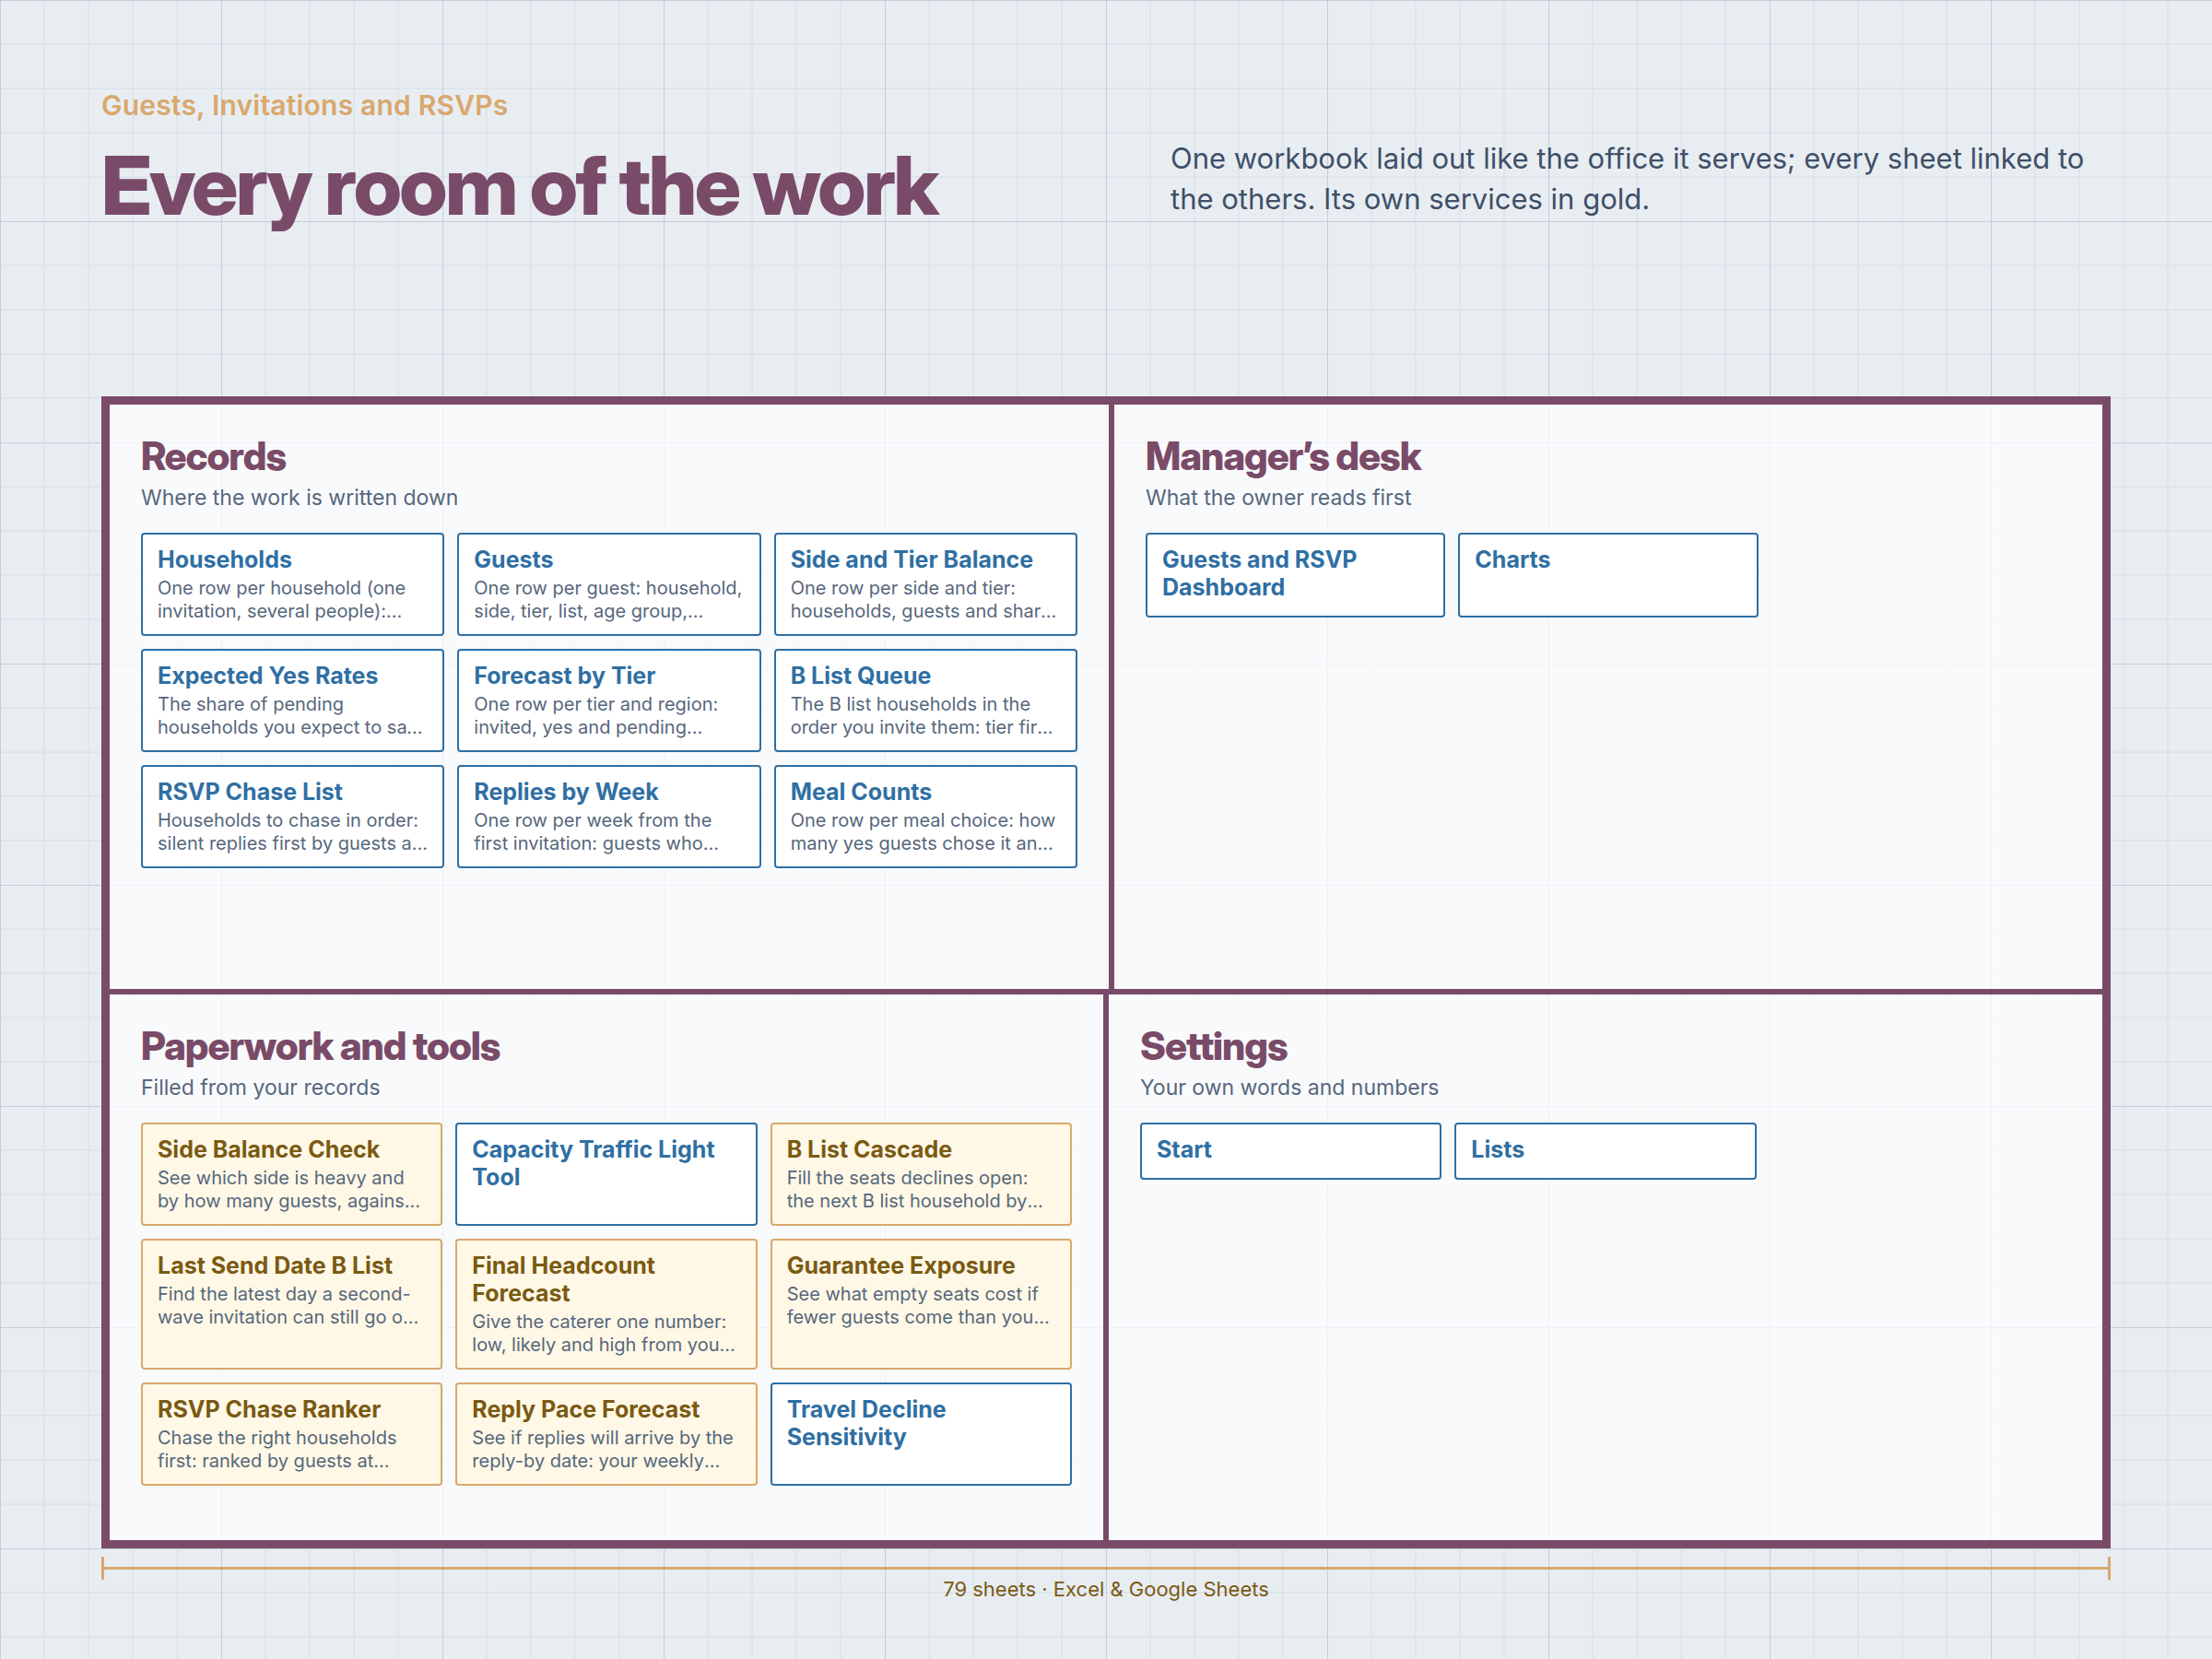 Guests, Invitations and RSVPs
Every room of the work
One workbook laid out like the office it serves; every sheet linked to
the others. Its own services in gold.
Records
Where the work is written down
Households
One row per household (one
invitation, several people):...
Guests
One row per guest: household,
side, tier, list, age group,...
Side and Tier Balance
One row per side and tier:
households, guests and shar...
Expected Yes Rates
The share of pending
households you expect to sa...
Forecast by Tier
One row per tier and region:
invited, yes and pending...
B List Queue
The B list households in the
order you invite them: tier fir...
RSVP Chase List
Households to chase in order:
silent replies first by guests a...
Replies by Week
One row per week from the
first invitation: guests who...
Meal Counts
One row per meal choice: how
many yes guests chose it an...
Manager’s desk
What the owner reads first
Guests and RSVP
Dashboard
Charts
Paperwork and tools
Filled from your records
Side Balance Check
See which side is heavy and
by how many guests, agains...
Capacity Traffic Light
Tool
B List Cascade
Fill the seats declines open:
the next B list household by...
Last Send Date B List
Find the latest day a second-
wave invitation can still go o...
Final Headcount
Forecast
Give the caterer one number:
low, likely and high from you...
Guarantee Exposure
See what empty seats cost if
fewer guests come than you...
RSVP Chase Ranker
Chase the right households
first: ranked by guests at...
Reply Pace Forecast
See if replies will arrive by the
reply-by date: your weekly...
Travel Decline
Sensitivity
Settings
Your own words and numbers
Start
Lists
79 sheets · Excel & Google Sheets